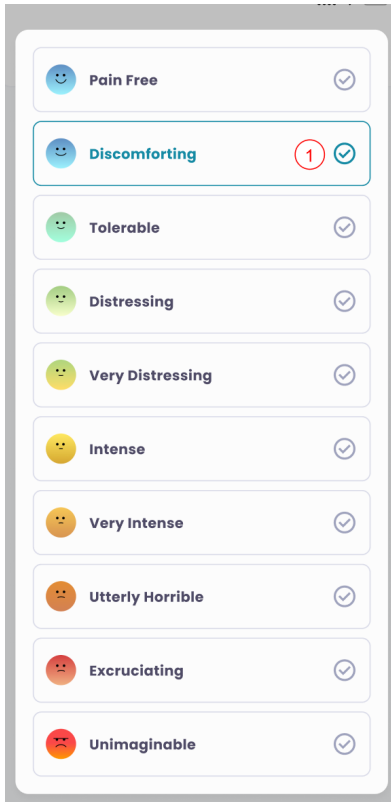 Pain Free
Discomforting 1
Tolerable
Distressing
Very Distressing
Intense
Very Intense
Utterly Horrible
Excruciating
Unimaginable